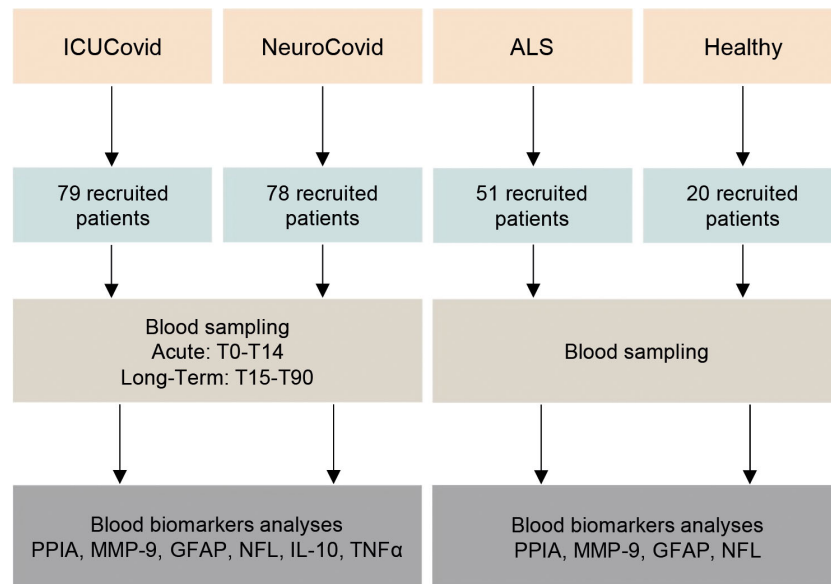 ICUCovid
NeuroCovid
ALS
Healthy
79 recruited
patients
78 recruited
patients
51 recruited
patients
20 recruited
patients
Blood sampling
Acute: T0-T14
Long-Term: T15-T90
Blood sampling
Blood biomarkers analyses
PPIA, MMP-9, GFAP, NFL, IL-10, TNFα
Blood biomarkers analyses
PPIA, MMP-9, GFAP, NFL